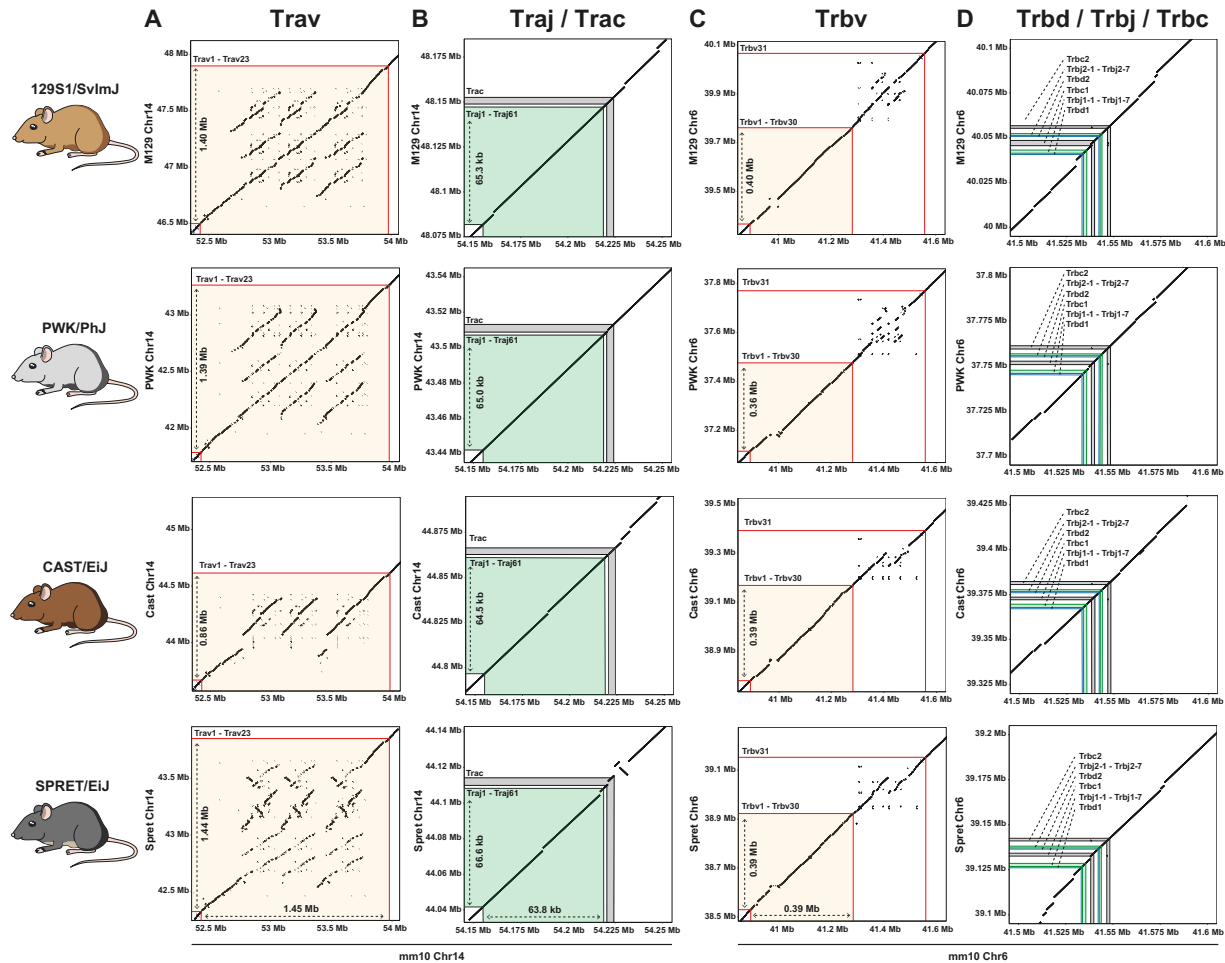 A Trav
B Traj / Trac
C Trbv
D Trbd / Trbj / Trbc
129S1/SvImJ
M129 Chr14
48 Mb
47.5 Mb
47 Mb
46.5 Mb
Trav1 - Trav23
1.40 Mb
52.5 Mb 53 Mb 53.5 Mb 54 Mb
M129 Chr14
48.175 Mb
48.15 Mb
48.125 Mb
48.1 Mb
48.075 Mb
Trac
Traj1 - Traj61
65.3 kb
54.15 Mb 54.175 Mb 54.2 Mb 54.225 Mb 54.25 Mb
M129 Chr6
40.1 Mb
39.9 Mb
39.7 Mb
39.5 Mb
Trbv31
Trbv1 - Trbv30
0.40 Mb
41 Mb 41.2 Mb 41.4 Mb 41.6 Mb
M129 Chr6
40.1 Mb
40.075 Mb
40.05 Mb
40.025 Mb
40 Mb
Trbc2
Trbj2-1 - Trbj2-7
Trbd2
Trbc1
Trbj1-1 - Trbj1-7
Trbd1
41.5 Mb 41.525 Mb 41.55 Mb 41.575 Mb 41.6 Mb
PWK/PhJ
PWK Chr14
43 Mb
42.5 Mb
42 Mb
Trav1 - Trav23
1.39 Mb
52.5 Mb 53 Mb 53.5 Mb 54 Mb
PWK Chr14
43.54 Mb
43.52 Mb
43.5 Mb
43.48 Mb
43.46 Mb
43.44 Mb
Trac
Traj1 - Traj61
65.0 kb
54.15 Mb 54.175 Mb 54.2 Mb 54.225 Mb 54.25 Mb
PWK Chr6
37.8 Mb
37.6 Mb
37.4 Mb
37.2 Mb
Trbv31
Trbv1 - Trbv30
0.36 Mb
41 Mb 41.2 Mb 41.4 Mb 41.6 Mb
PWK Chr6
37.8 Mb
37.775 Mb
37.75 Mb
37.725 Mb
37.7 Mb
Trbc2
Trbj2-1 - Trbj2-7
Trbd2
Trbc1
Trbj1-1 - Trbj1-7
Trbd1
41.5 Mb 41.525 Mb 41.55 Mb 41.575 Mb 41.6 Mb
CAST/EiJ
Cast Chr14
45 Mb
44.5 Mb
44 Mb
Trav1 - Trav23
0.86 Mb
52.5 Mb 53 Mb 53.5 Mb 54 Mb
Cast Chr14
44.875 Mb
44.85 Mb
44.825 Mb
44.8 Mb
Trac
Traj1 - Traj61
64.5 kb
54.15 Mb 54.175 Mb 54.2 Mb 54.225 Mb 54.25 Mb
Cast Chr6
39.5 Mb
39.3 Mb
39.1 Mb
38.9 Mb
Trbv31
Trbv1 - Trbv30
0.39 Mb
41 Mb 41.2 Mb 41.4 Mb 41.6 Mb
Cast Chr6
39.425 Mb
39.4 Mb
39.375 Mb
39.35 Mb
39.325 Mb
Trbc2
Trbj2-1 - Trbj2-7
Trbd2
Trbc1
Trbj1-1 - Trbj1-7
Trbd1
41.5 Mb 41.525 Mb 41.55 Mb 41.575 Mb 41.6 Mb
SPRET/EiJ
Spret Chr14
43.5 Mb
43 Mb
42.5 Mb
Trav1 - Trav23
1.44 Mb
1.45 Mb
52.5 Mb 53 Mb 53.5 Mb 54 Mb
Spret Chr14
44.14 Mb
44.12 Mb
44.1 Mb
44.08 Mb
44.06 Mb
44.04 Mb
Trac
Traj1 - Traj61
66.6 kb
63.8 kb
54.15 Mb 54.175 Mb 54.2 Mb 54.225 Mb 54.25 Mb
Spret Chr6
39.1 Mb
38.9 Mb
38.7 Mb
38.5 Mb
Trbv31
Trbv1 - Trbv30
0.39 Mb
0.39 Mb
41 Mb 41.2 Mb 41.4 Mb 41.6 Mb
Spret Chr6
39.2 Mb
39.175 Mb
39.15 Mb
39.125 Mb
39.1 Mb
Trbc2
Trbj2-1 - Trbj2-7
Trbd2
Trbc1
Trbj1-1 - Trbj1-7
Trbd1
41.5 Mb 41.525 Mb 41.55 Mb 41.575 Mb 41.6 Mb
mm10 Chr14
mm10 Chr6